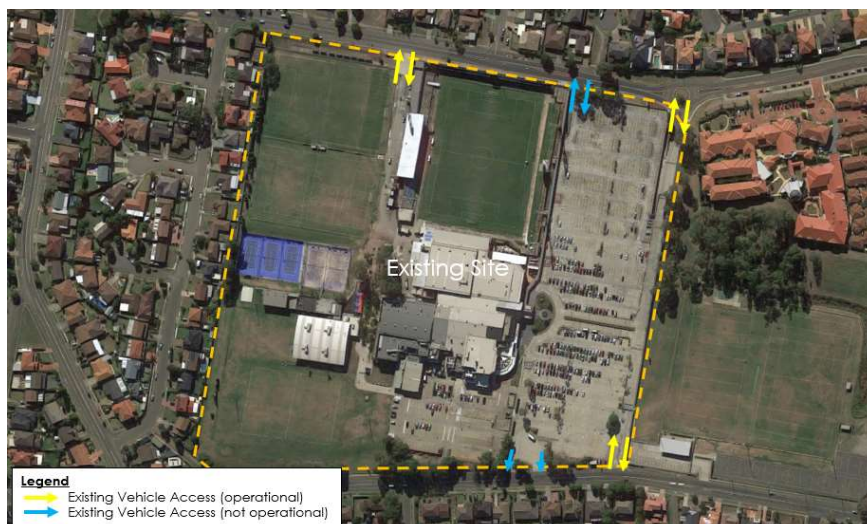 Existing Site
Legend
Existing Vehicle Access (operational)
Existing Vehicle Access (not operational)